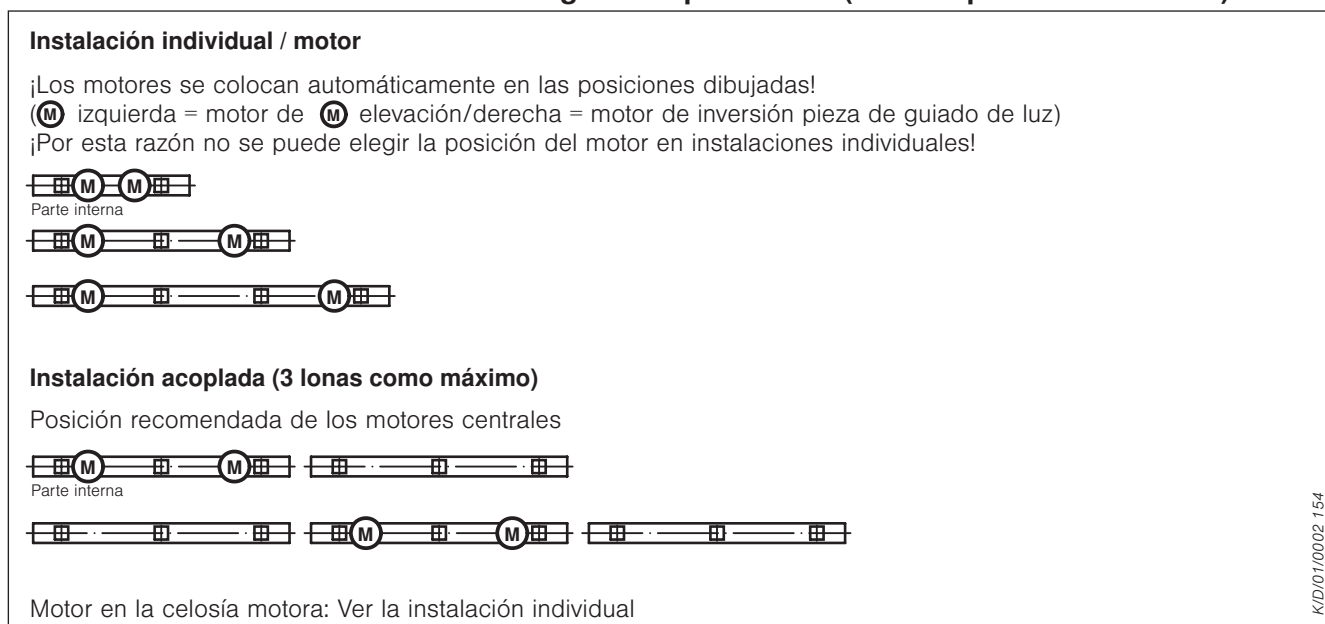 Instalación individual / motor
¡Los motores se colocan automáticamente en las posiciones dibujadas!
(M izquierda = motor de M elevación/derecha = motor de inversión pieza de guiado de luz)
¡Por esta razón no se puede elegir la posición del motor en instalaciones individuales!
M M
Parte interna
M M
M M
Instalación acoplada (3 lonas como máximo)
Posición recomendada de los motores centrales
M M
Parte interna
M M
Motor en la celosía motora: Ver la instalación individual
K/D/01/0002 154